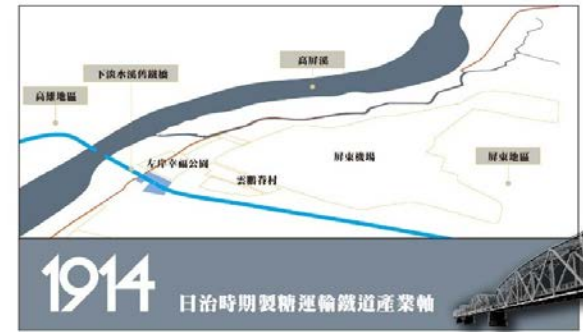 高屏溪
下淡水溪舊鐵橋
高雄地區
左岸幸福公園
屏東機場
屏東地區
雲鵬眷村
1914 日治時期製糖運輸鐵道產業軸